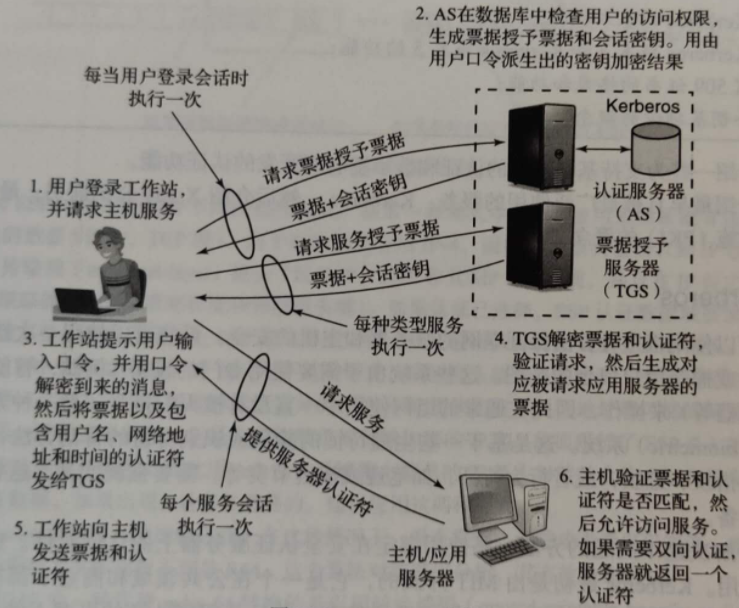 2. AS在数据库中检查用户的访问权限，
生成票据授予票据和会话密钥。用由
用户口令派生出的密钥加密结果
每当用户登录会话时
执行一次
Kerberos
请求票据授予票据
1. 用户登录工作站，
并请求主机服务
票据+会话密钥
认证服务器
（AS）
请求服务授予票据
票据+会话密钥
票据授予
服务器
（TGS）
每种类型服务
执行一次
3. 工作站提示用户输
入口令，并用口令
解密到来的消息，
然后将票据以及包
含用户名、网络地
址和时间的认证符
发给TGS
4. TGS解密票据和认证符，
验证请求，然后生成对
应被请求应用服务器的
票据
请求服务
提供服务器认证符
每个服务会话
执行一次
5. 工作站向主机
发送票据和认
证符
主机/应用
服务器
6. 主机验证票据和认
证符是否匹配，然
后允许访问服务。
如果需要双向认证，
服务器就返回一个
认证符